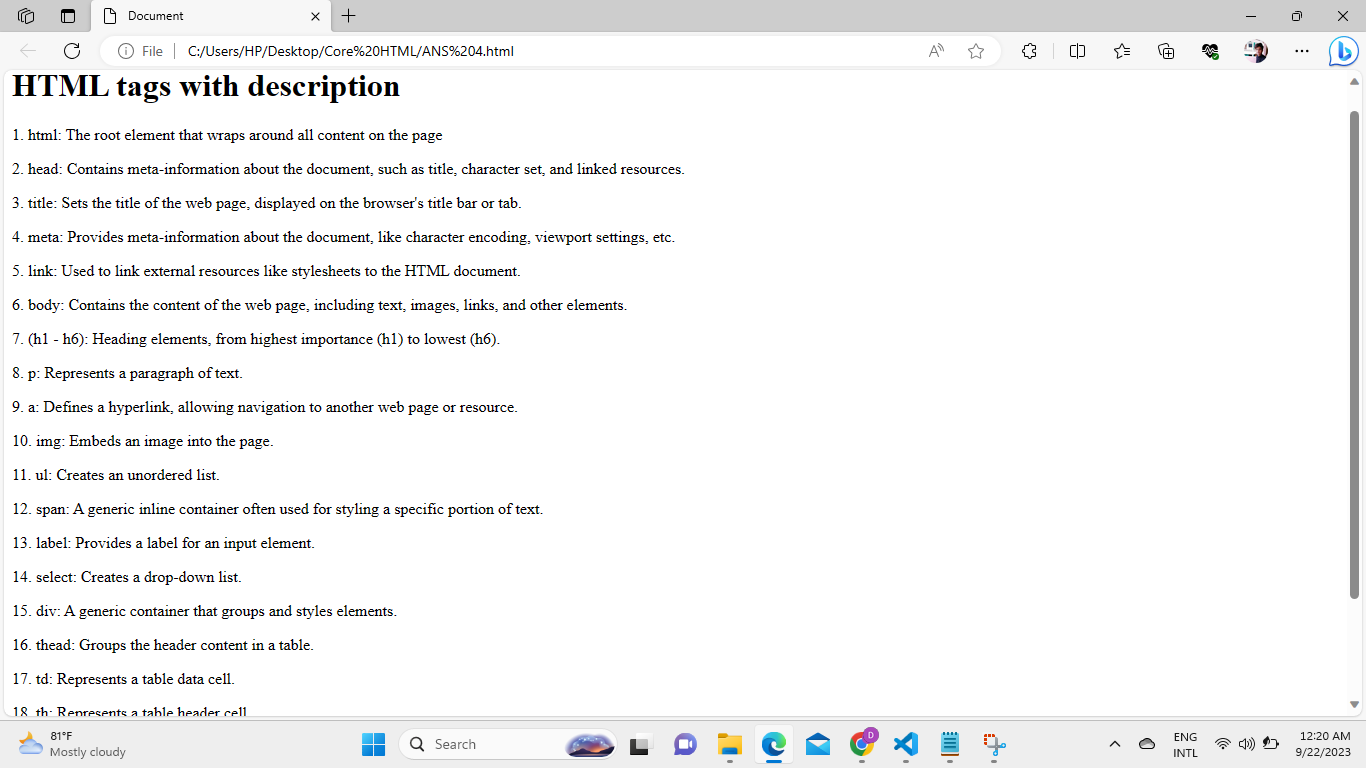 Document
File
C:/Users/HP/Desktop/Core%20HTML/ANS%204.html
HTML tags with description
1. html: The root element that wraps around all content on the page
2. head: Contains meta-information about the document, such as title, character set, and linked resources.
3. title: Sets the title of the web page, displayed on the browser's title bar or tab.
4. meta: Provides meta-information about the document, like character encoding, viewport settings, etc.
5. link: Used to link external resources like stylesheets to the HTML document.
6. body: Contains the content of the web page, including text, images, links, and other elements.
7. (h1 - h6): Heading elements, from highest importance (h1) to lowest (h6).
8. p: Represents a paragraph of text.
9. a: Defines a hyperlink, allowing navigation to another web page or resource.
10. img: Embeds an image into the page.
11. ul: Creates an unordered list.
12. span: A generic inline container often used for styling a specific portion of text.
13. label: Provides a label for an input element.
14. select: Creates a drop-down list.
15. div: A generic container that groups and styles elements.
16. thead: Groups the header content in a table.
17. td: Represents a table data cell.
18. th: Represents a table header cell
81°F
Mostly cloudy
Search
D
ENG
INTL
12:20 AM
9/22/2023